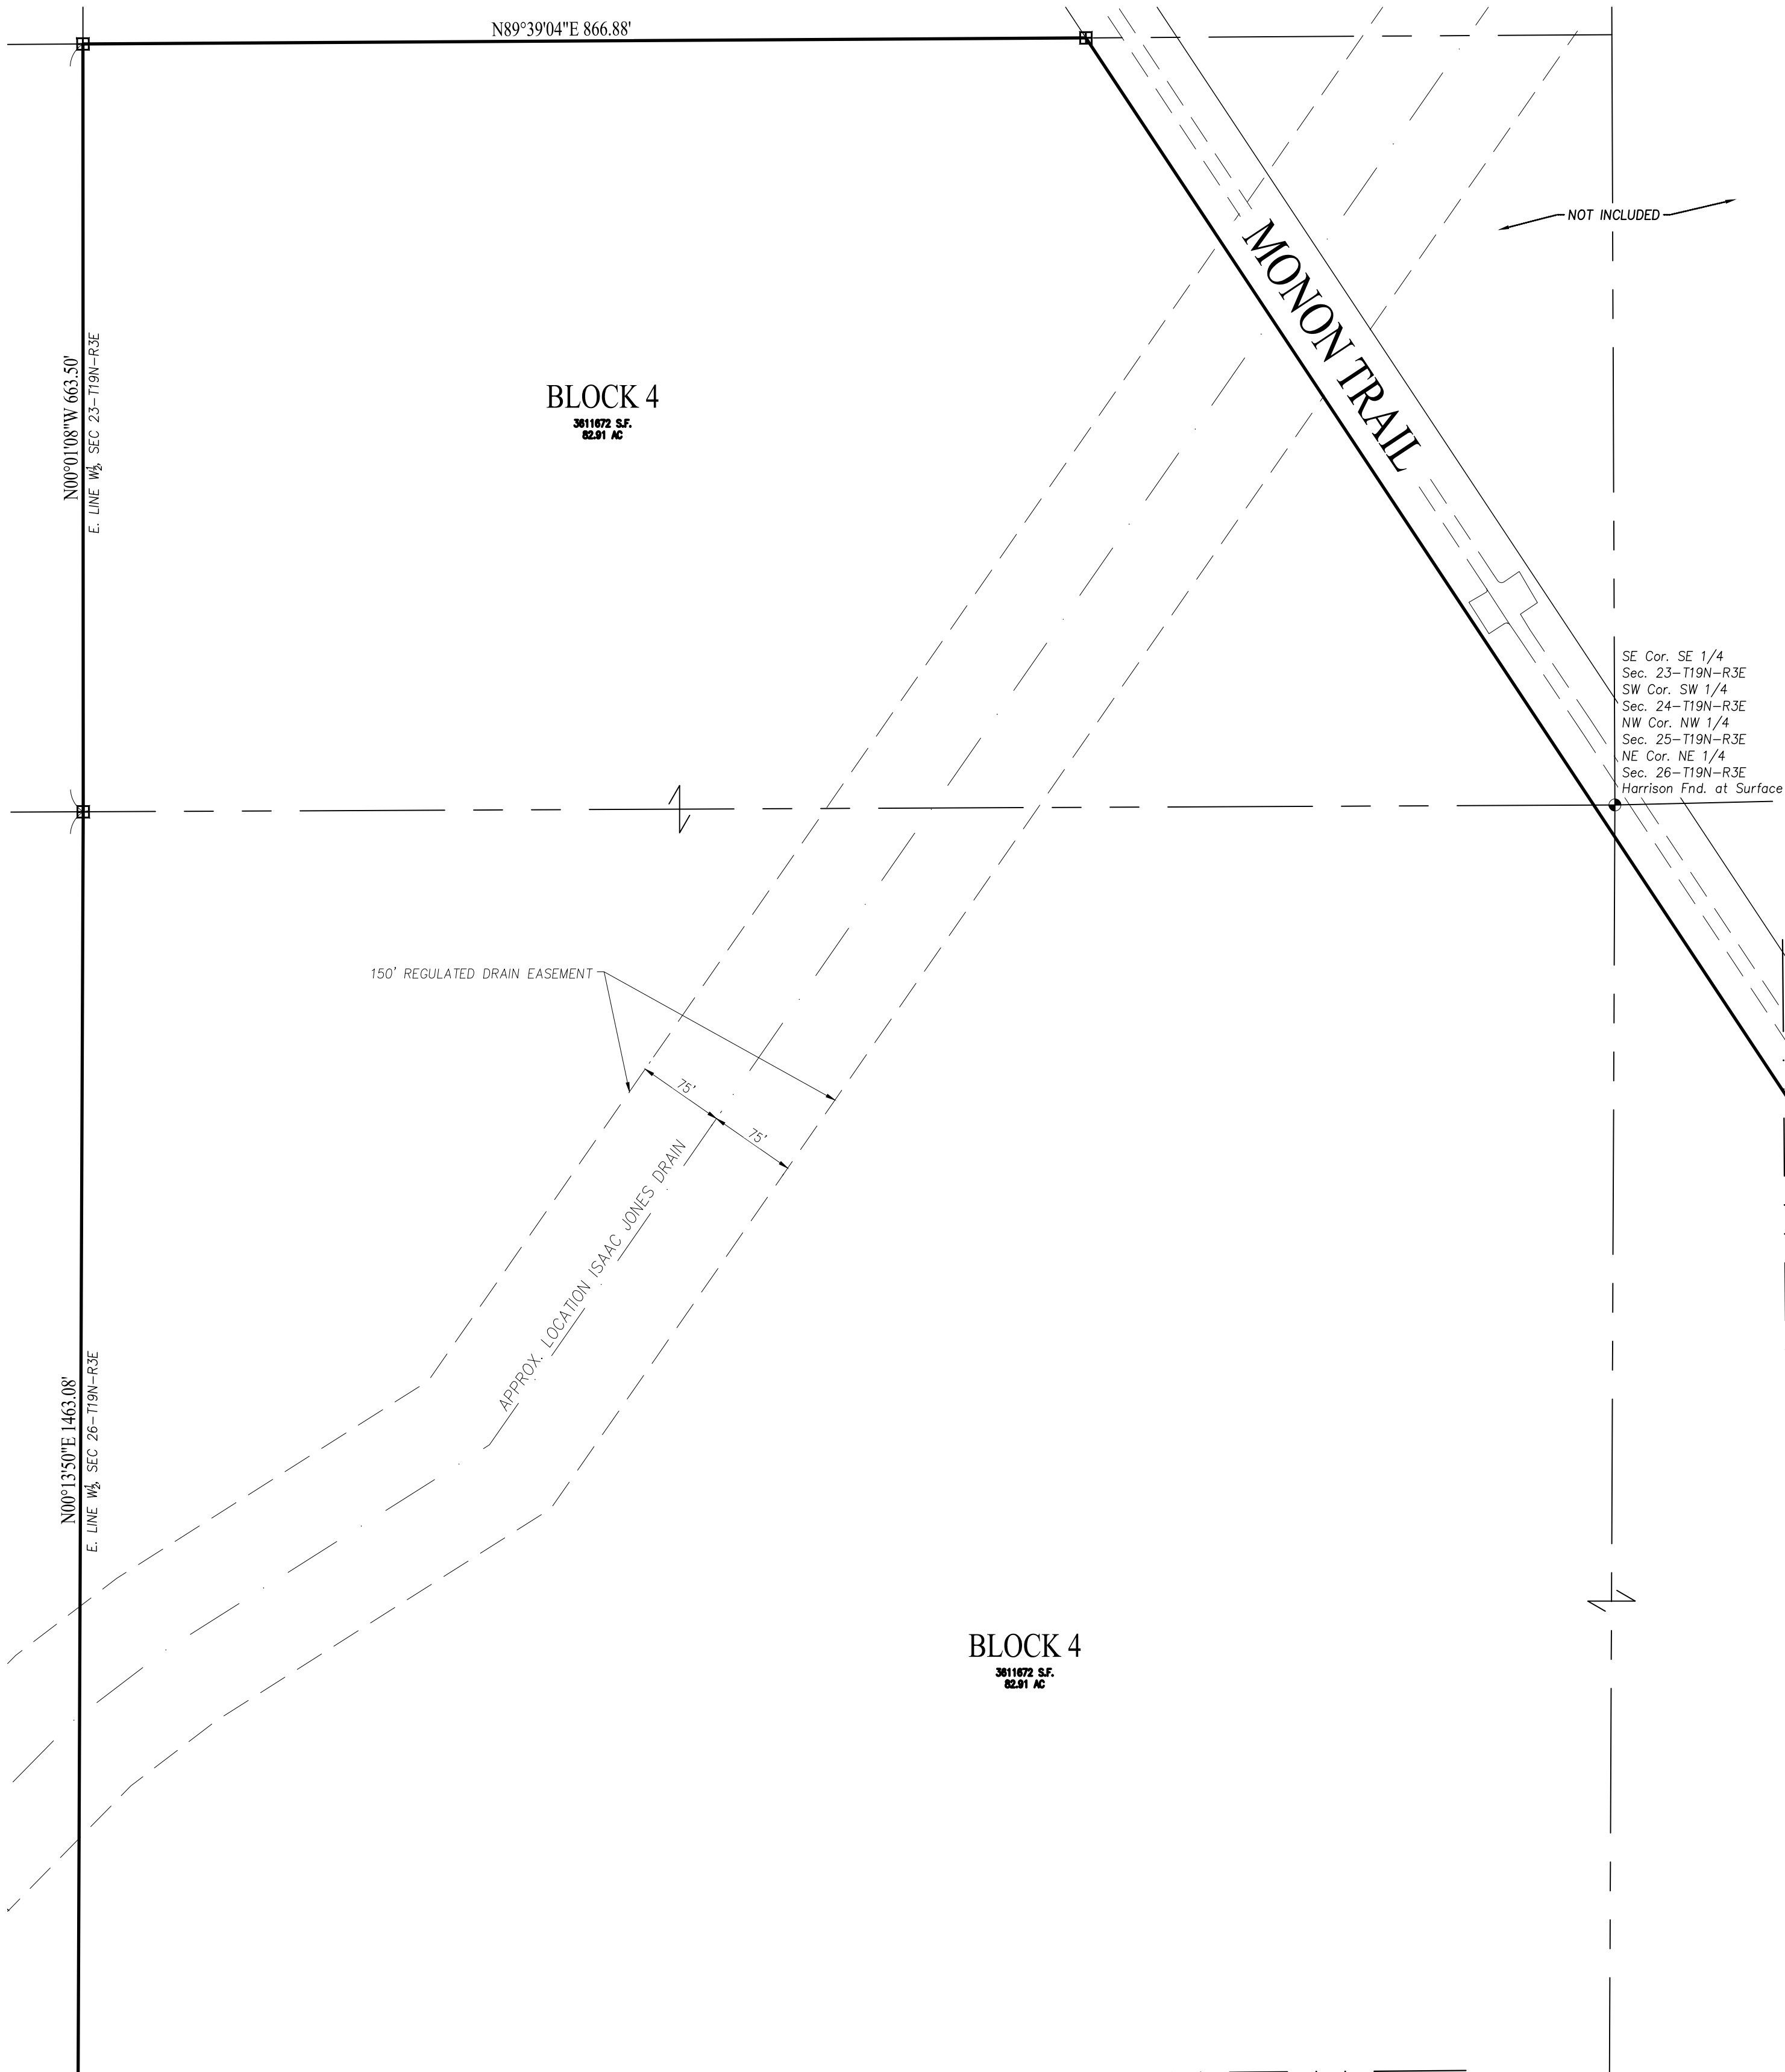 N89°39'04"E 866.88'
NOT INCLUDED
MONON TRAIL
N00°01'08"W 663.50'
E. LINE W½, SEC 23-T19N-R3E
BLOCK 4
3611672 S.F.
82.91 AC
SE Cor. SE 1/4
Sec. 23-T19N-R3E
SW Cor. SW 1/4
Sec. 24-T19N-R3E
NW Cor. NW 1/4
Sec. 25-T19N-R3E
NE Cor. NE 1/4
Sec. 26-T19N-R3E
Harrison Fnd. at Surface
150' REGULATED DRAIN EASEMENT
75'
75'
APPROX. LOCATION ISAAC JONES DRAIN
N00°13'50"E 1463.08'
E. LINE W½, SEC 26-T19N-R3E
BLOCK 4
3611672 S.F.
82.91 AC